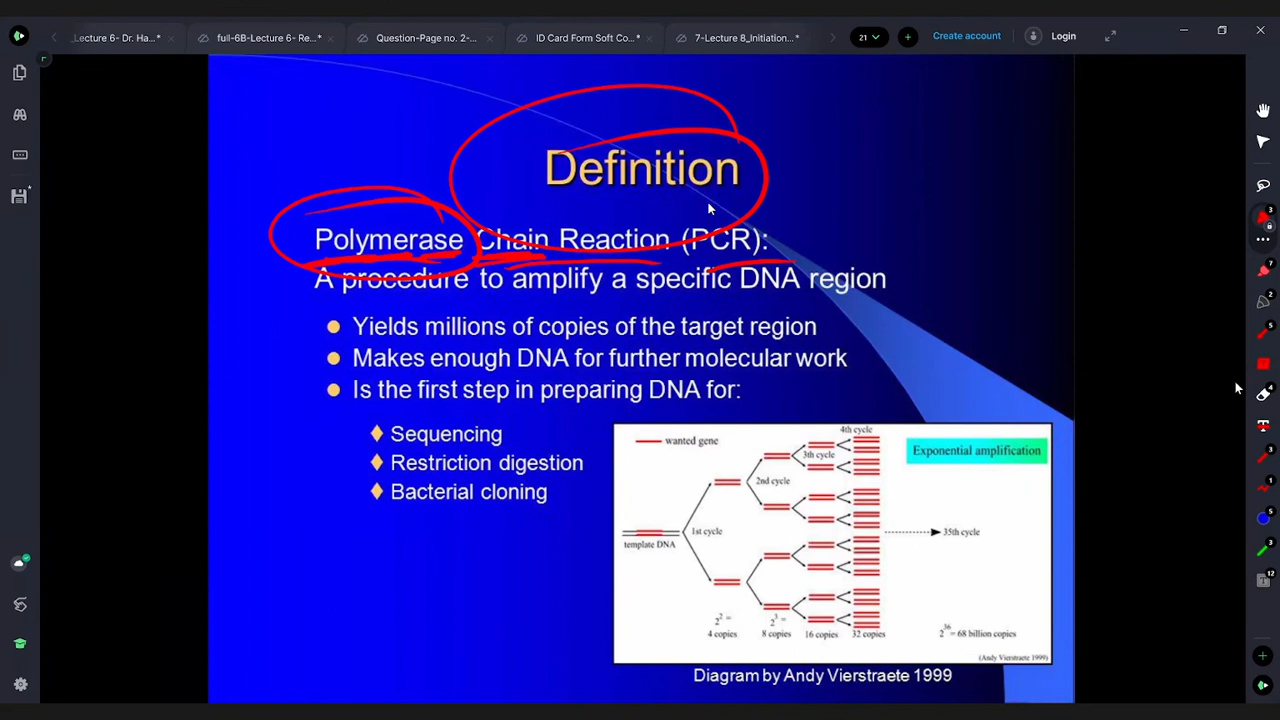 _Lecture 6- Dr. Ha...*
full-6B-Lecture 6- Re...*
Question-Page no. 2-...
ID Card Form Soft Co...*
7-Lecture 8_Initiation...*
21
Create account
Login
Definition
Polymerase Chain Reaction (PCR):
A procedure to amplify a specific DNA region
Yields millions of copies of the target region
Makes enough DNA for further molecular work
Is the first step in preparing DNA for:
Sequencing
Restriction digestion
Bacterial cloning
wanted gene
4th cycle
Exponential amplification
3th cycle
2nd cycle
1st cycle
template DNA
35th cycle
2² =
4 copies
2³ =
8 copies
16 copies
32 copies
2³⁶ = 68 billion copies
(Andy Vierstraete 1999)
Diagram by Andy Vierstraete 1999